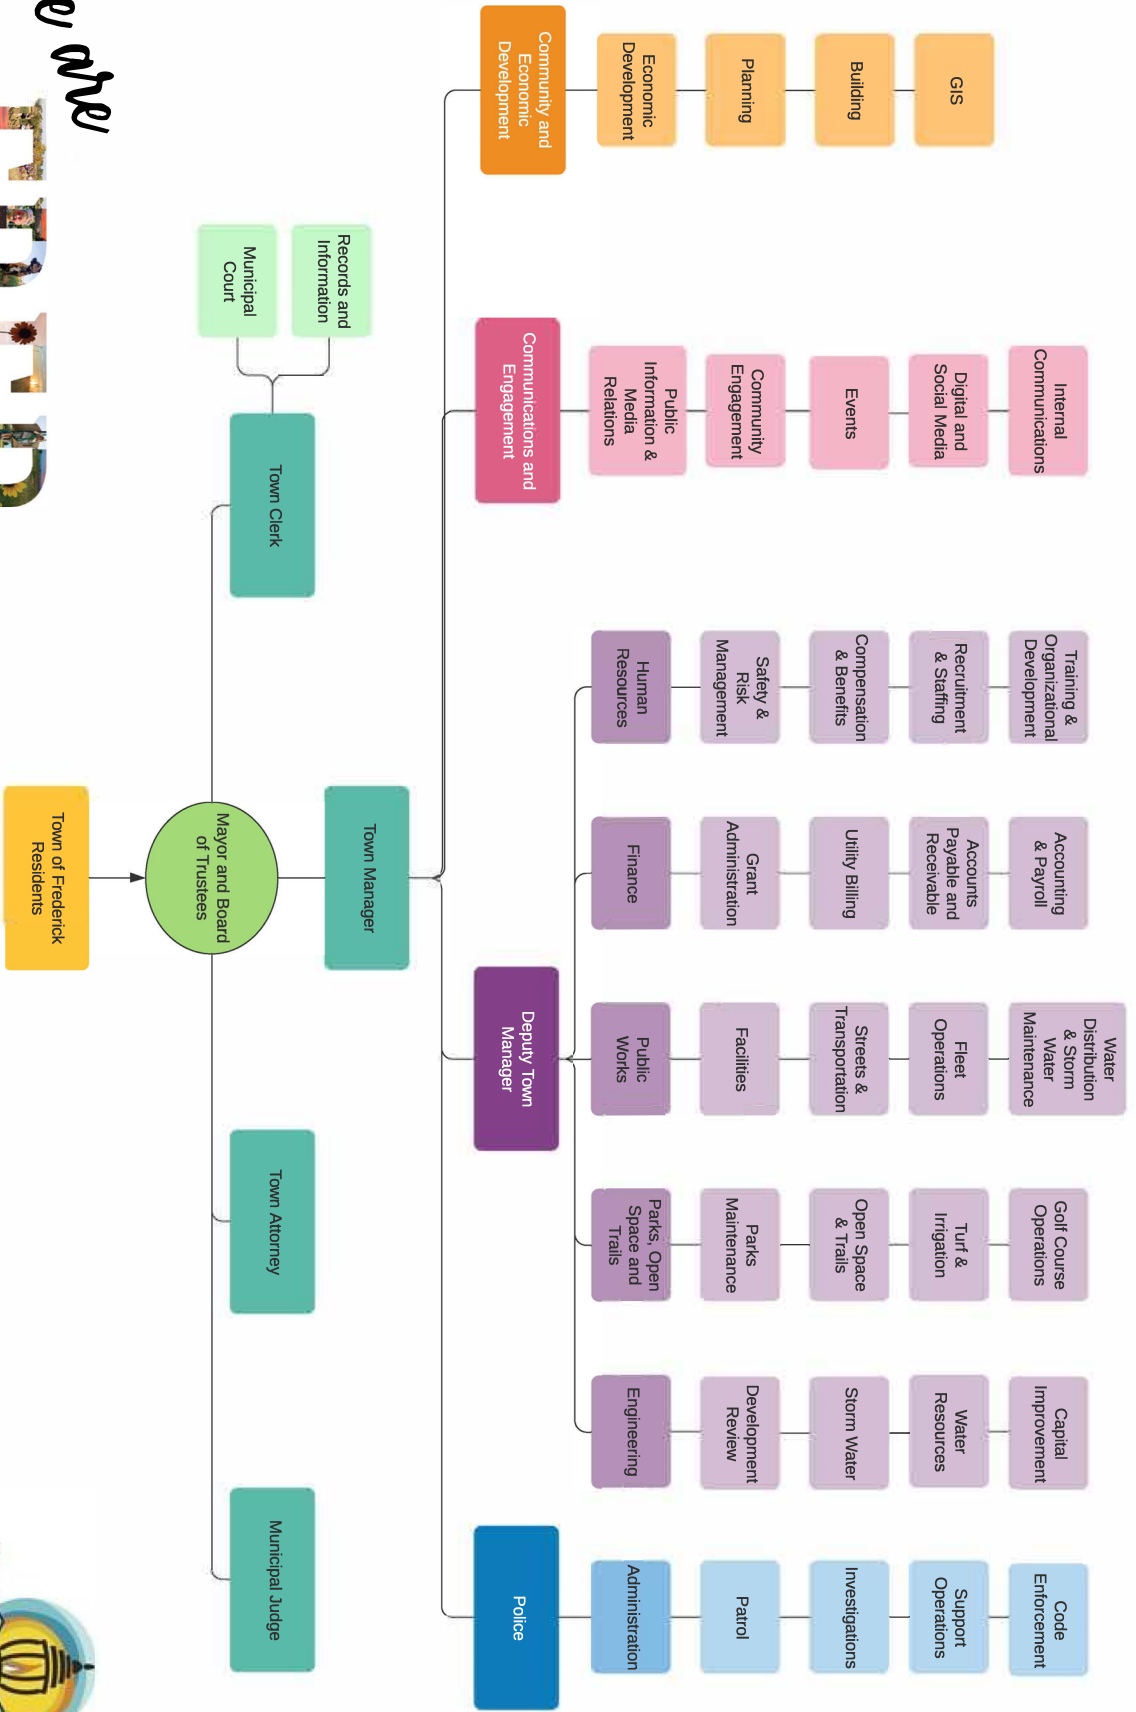 e are
Town of Frederick
Residents
Mayor and Board
of Trustees
Town Clerk
Records and
Information
Municipal
Court
Town Manager
Town Attorney
Municipal Judge
Community and
Economic
Development
Economic
Development
Planning
Building
GIS
Communications and
Engagement
Public
Information &
Media
Relations
Community
Engagement
Events
Digital and
Social Media
Internal
Communications
Deputy Town
Manager
Human
Resources
Safety &
Risk
Management
Compensation
& Benefits
Recruitment
& Staffing
Training &
Organizational
Development
Finance
Grant
Administration
Utility Billing
Accounts
Payable and
Receivable
Accounting
& Payroll
Public
Works
Facilities
Streets &
Transportation
Fleet
Operations
Water
Distribution
& Storm
Water
Maintenance
Parks, Open
Space and
Trails
Parks
Maintenance
Open Space
& Trails
Turf &
Irrigation
Golf Course
Operations
Engineering
Development
Review
Storm Water
Water
Resources
Capital
Improvement
Police
Administration
Patrol
Investigations
Support
Operations
Code
Enforcement